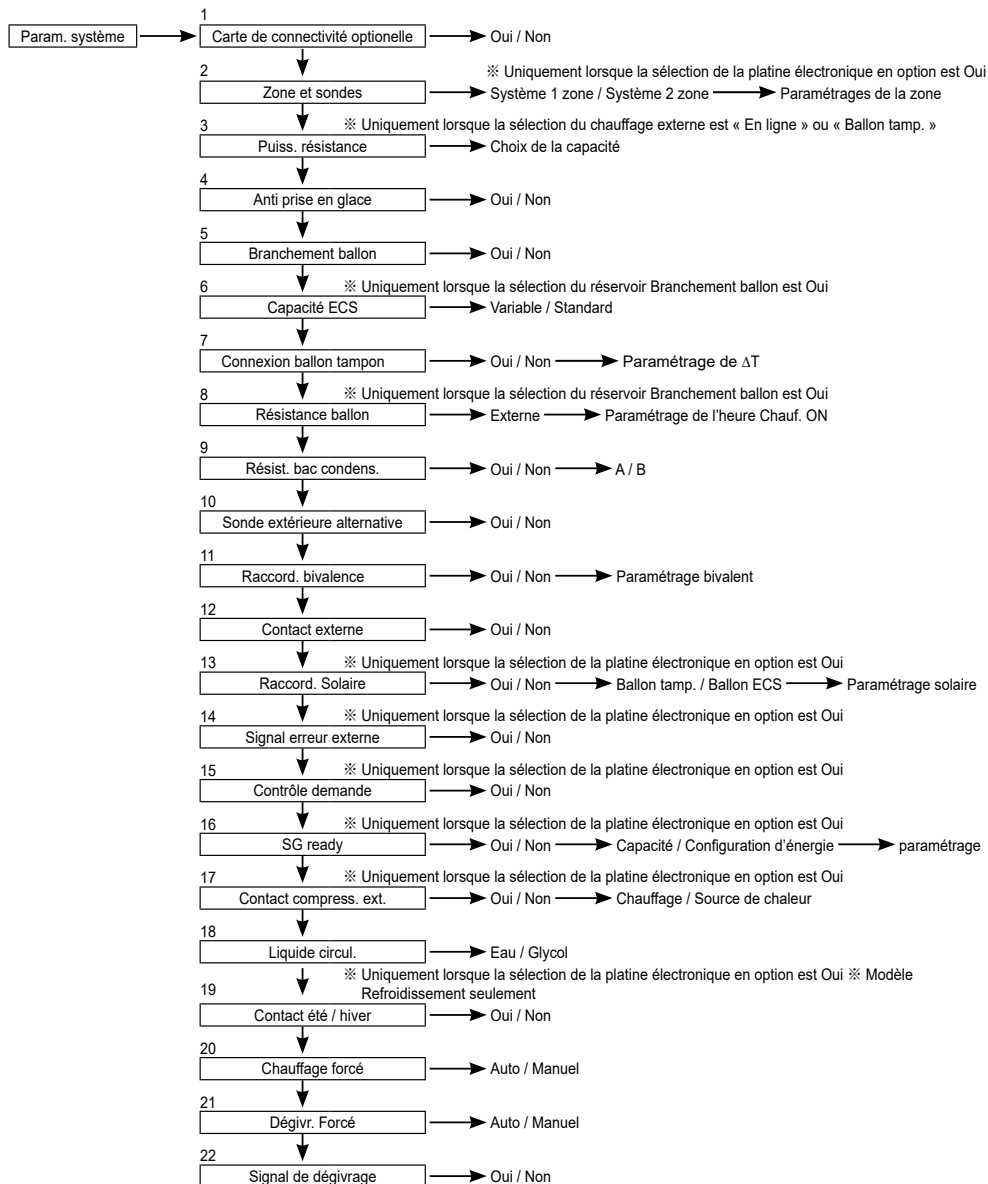 1
Param. système Carte de connectivité optionelle Oui / Non
2 ※ Uniquement lorsque la sélection de la platine électronique en option est Oui
Zone et sondes Système 1 zone / Système 2 zone Paramétrages de la zone
3 ※ Uniquement lorsque la sélection du chauffage externe est « En ligne » ou « Ballon tamp. »
Puiss. résistance Choix de la capacité
4
Anti prise en glace Oui / Non
5
Branchement ballon Oui / Non
6 ※ Uniquement lorsque la sélection du réservoir Branchement ballon est Oui
Capacité ECS Variable / Standard
7
Connexion ballon tampon Oui / Non Paramétrage de ΔT
8 ※ Uniquement lorsque la sélection du réservoir Branchement ballon est Oui
Résistance ballon Externe Paramétrage de l’heure Chauf. ON
9
Résist. bac condens. Oui / Non A / B
10
Sonde extérieure alternative Oui / Non
11
Raccord. bivalence Oui / Non Paramétrage bivalent
12
Contact externe Oui / Non
13 ※ Uniquement lorsque la sélection de la platine électronique en option est Oui
Raccord. Solaire Oui / Non Ballon tamp. / Ballon ECS Paramétrage solaire
14 ※ Uniquement lorsque la sélection de la platine électronique en option est Oui
Signal erreur externe Oui / Non
15 ※ Uniquement lorsque la sélection de la platine électronique en option est Oui
Contrôle demande Oui / Non
16 ※ Uniquement lorsque la sélection de la platine électronique en option est Oui
SG ready Oui / Non Capacité / Configuration d’énergie paramétrage
17 ※ Uniquement lorsque la sélection de la platine électronique en option est Oui
Contact compress. ext. Oui / Non Chauffage / Source de chaleur
18
Liquide circul. Eau / Glycol
※ Uniquement lorsque la sélection de la platine électronique en option est Oui ※ Modèle
19 Refroidissement seulement
Contact été / hiver Oui / Non
20
Chauffage forcé Auto / Manuel
21
Dégivr. Forcé Auto / Manuel
22
Signal de dégivrage Oui / Non